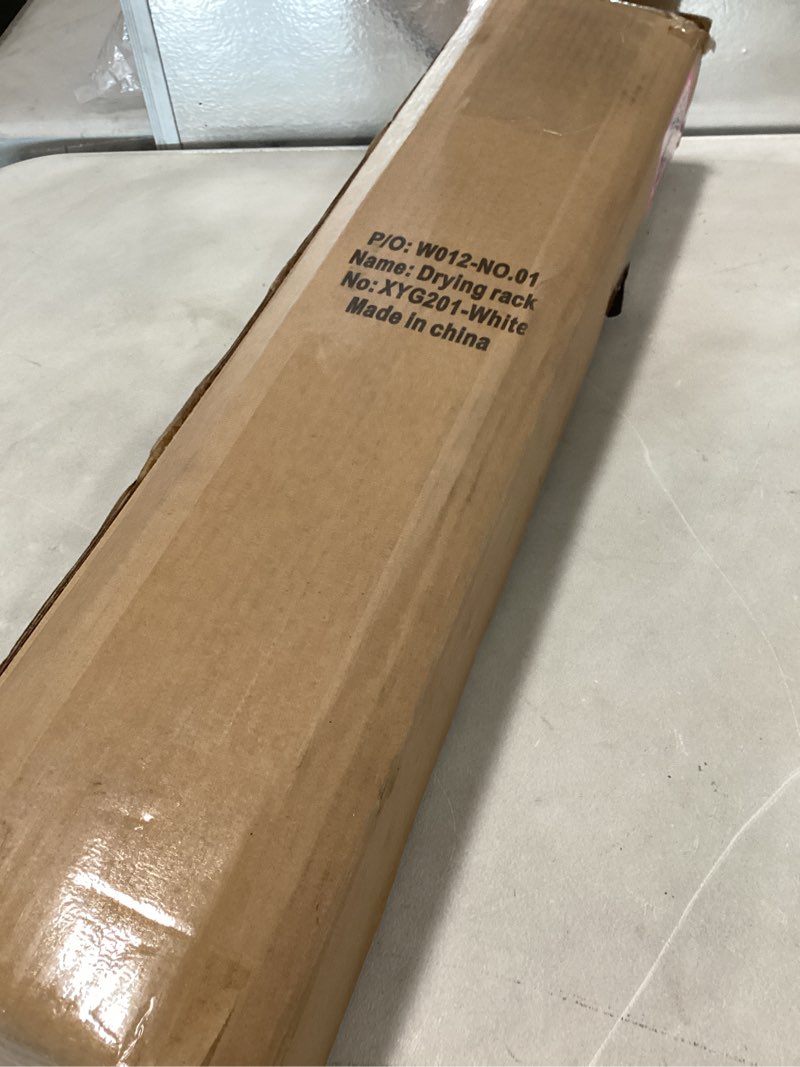 P/O: W012-NO.01
Name: Drying rack
No: XYG201-White
Made in china